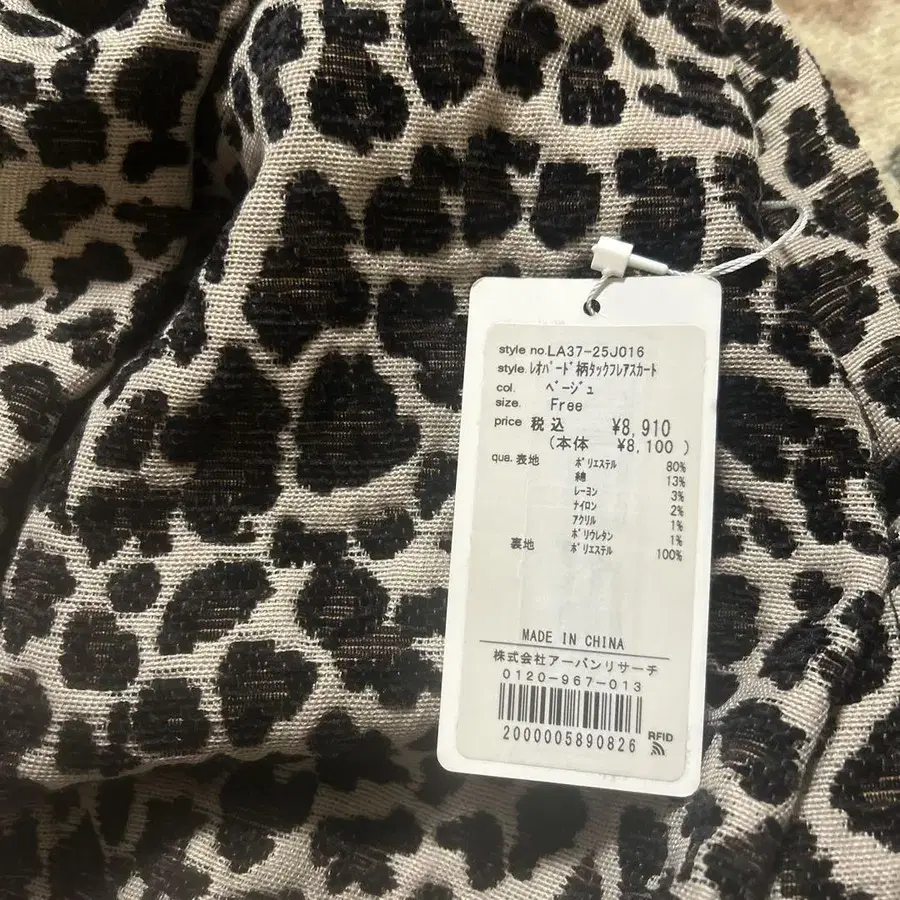 style no.LA37-25J016
style.ﾚｵﾊﾟｰﾄﾞ柄ﾀｯｸﾌﾚｱｽｶｰﾄ
col. ベージュ
size. Free
price 税込 ¥8,910
(本体 ¥8,100 )
qua. 表地 ﾎﾟﾘｴｽﾃﾙ 80%
綿 13%
ﾚｰﾖﾝ 3%
ﾅｲﾛﾝ 2%
ｱｸﾘﾙ 1%
ﾎﾟﾘｳﾚﾀﾝ 1%
裏地 ﾎﾟﾘｴｽﾃﾙ 100%
MADE IN CHINA
株式会社アーバンリサーチ
0120-967-013
2000005890826
RFID